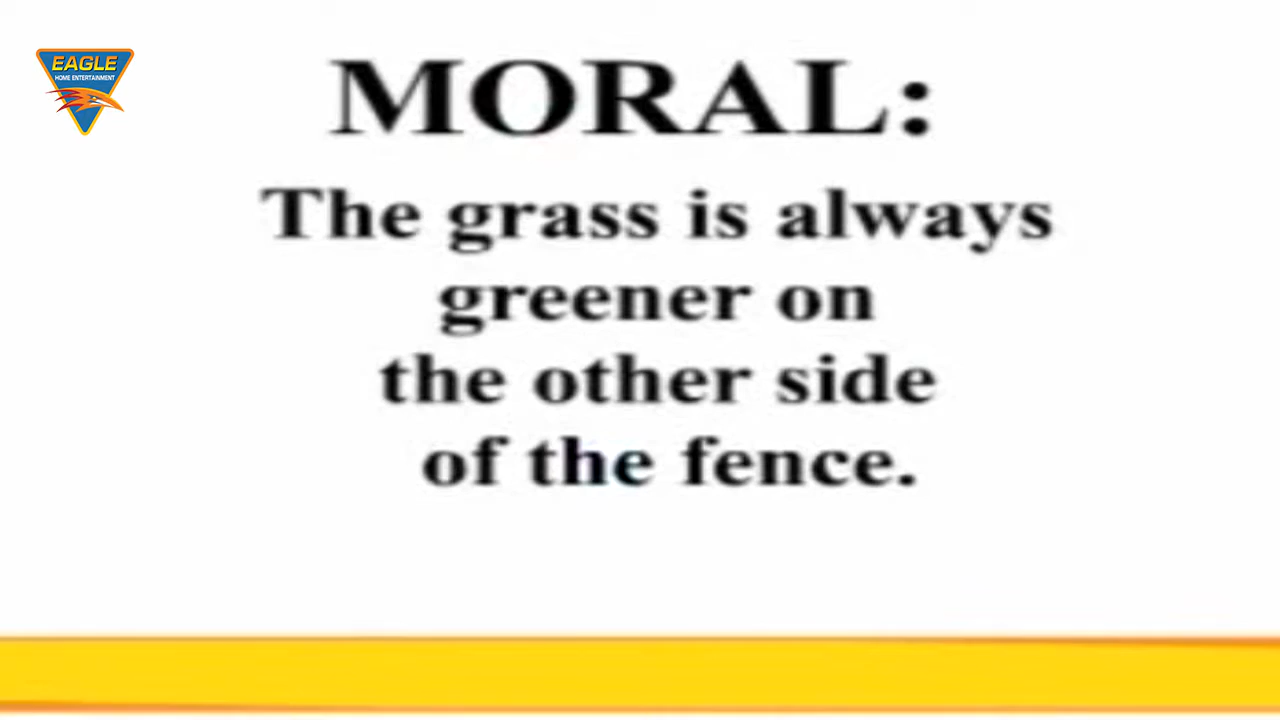 EAGLE
HOME ENTERTAINMENT
MORAL:
The grass is always
greener on
the other side
of the fence.